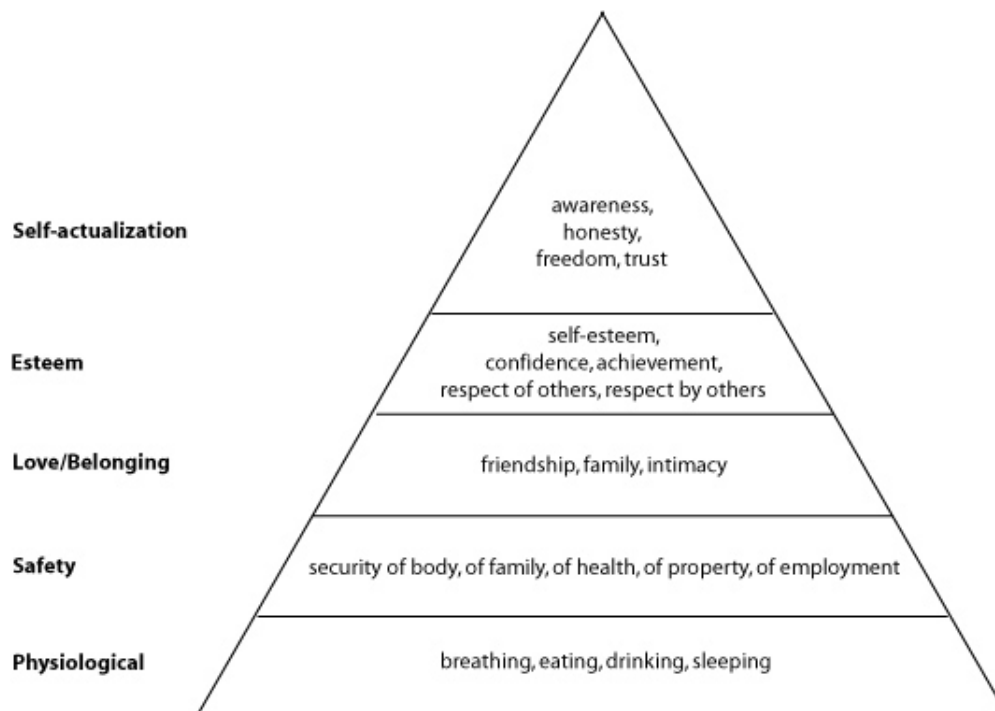 Self-actualization
awareness,
honesty,
freedom, trust
Esteem
self-esteem,
confidence, achievement,
respect of others, respect by others
Love/Belonging
friendship, family, intimacy
Safety
security of body, of family, of health, of property, of employment
Physiological
breathing, eating, drinking, sleeping